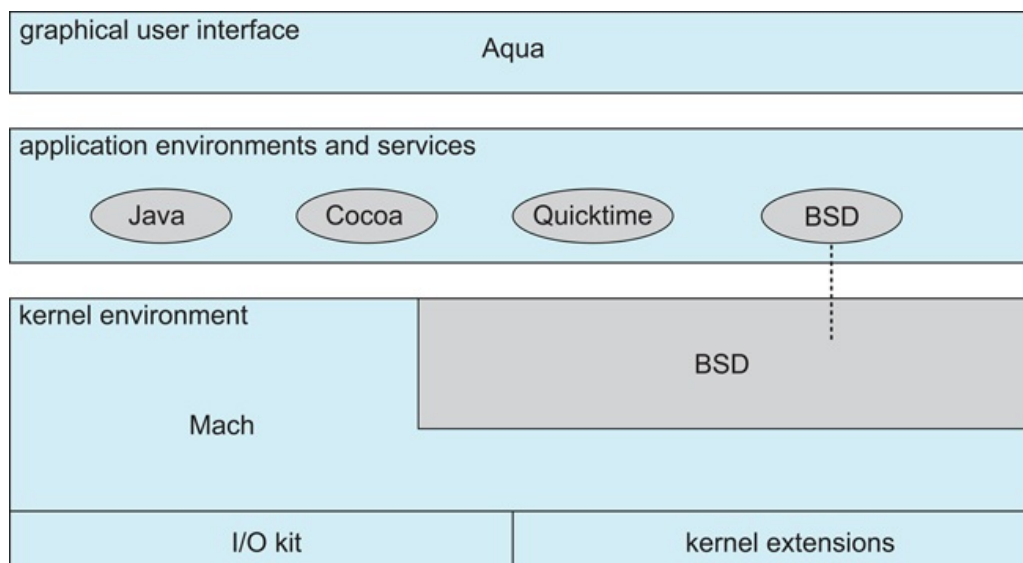 graphical user interface
Aqua
application environments and services
Java
Cocoa
Quicktime
BSD
kernel environment
BSD
Mach
I/O kit
kernel extensions